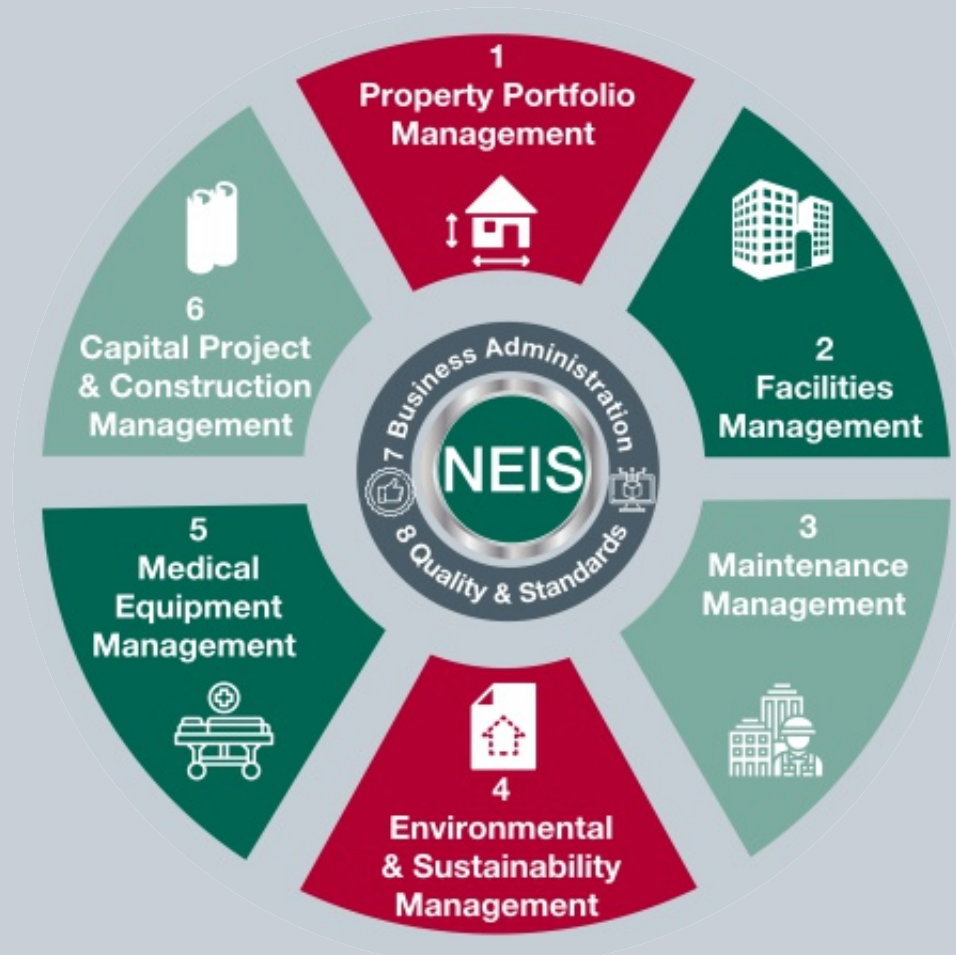 1
Property Portfolio
Management
2
Facilities
Management
3
Maintenance
Management
4
Environmental
& Sustainability
Management
5
Medical
Equipment
Management
6
Capital Project
& Construction
Management
7 Business Administration
NEIS
8 Quality & Standards